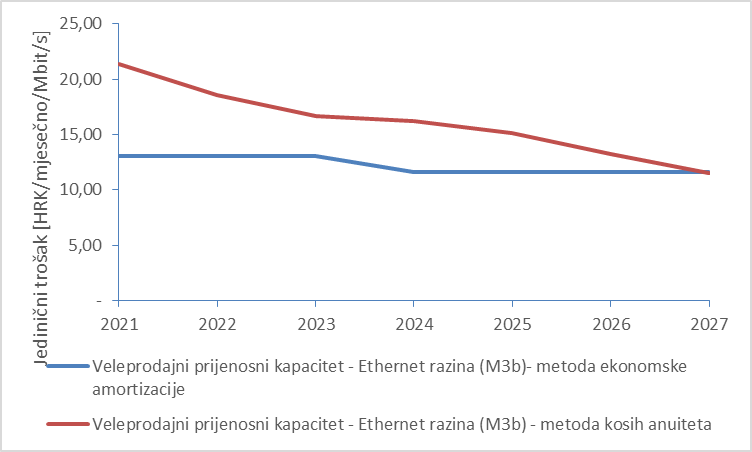 Jedinični trošak [HRK/mjesečno/Mbit/s]
25,00
20,00
15,00
10,00
5,00
-
2021 2022 2023 2024 2025 2026 2027
Veleprodajni prijenosni kapacitet - Ethernet razina (M3b)- metoda ekonomske
amortizacije
Veleprodajni prijenosni kapacitet - Ethernet razina (M3b) - metoda kosih anuiteta